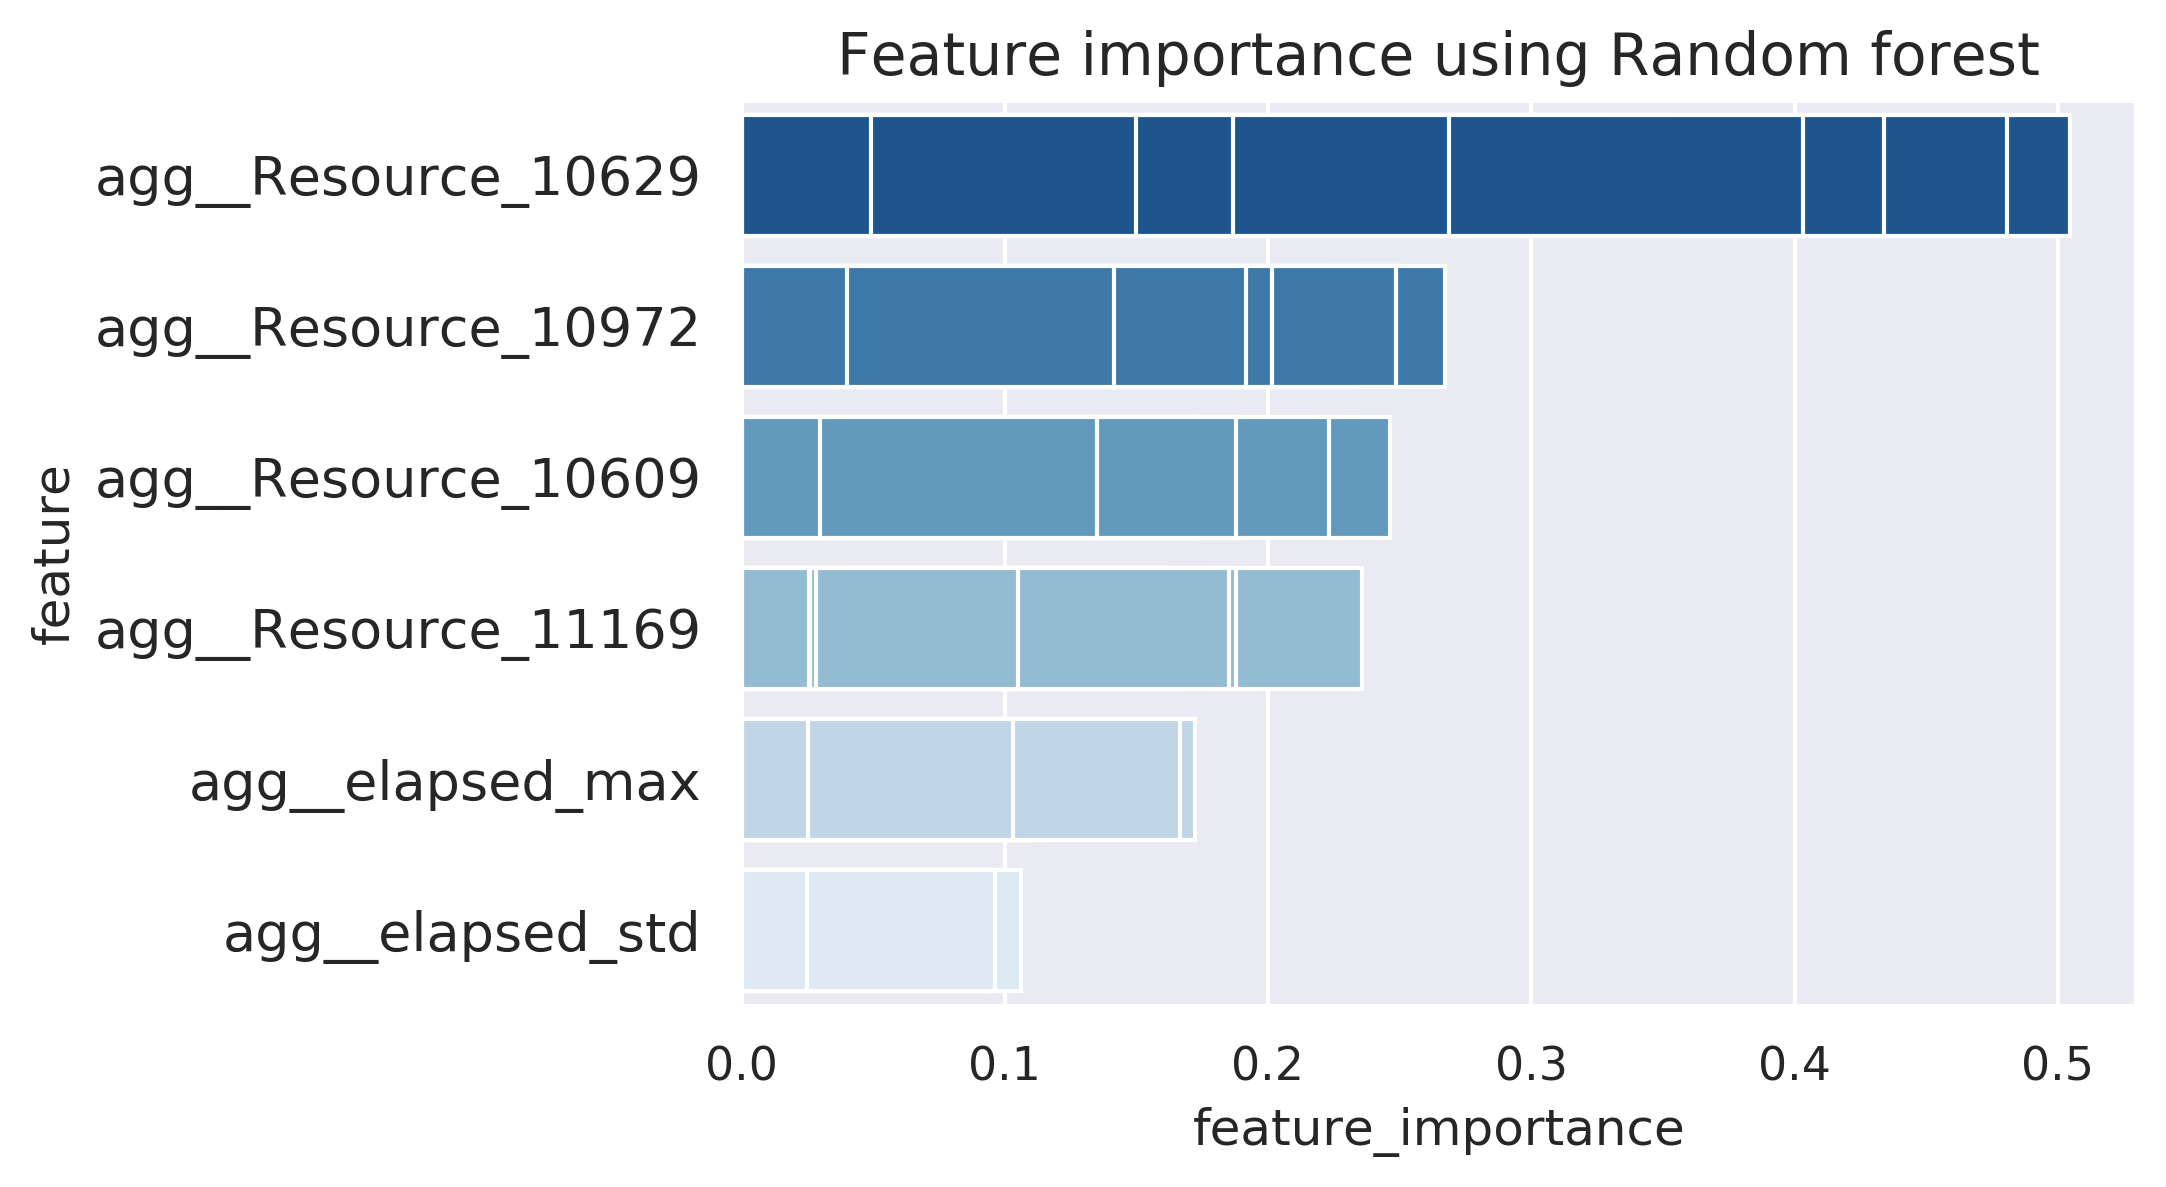 Feature importance using Random forest
agg__Resource_10629
agg__Resource_10972
agg__Resource_10609
agg__Resource_11169
agg__elapsed_max
agg__elapsed_std
feature
0.0 0.1 0.2 0.3 0.4 0.5
feature_importance